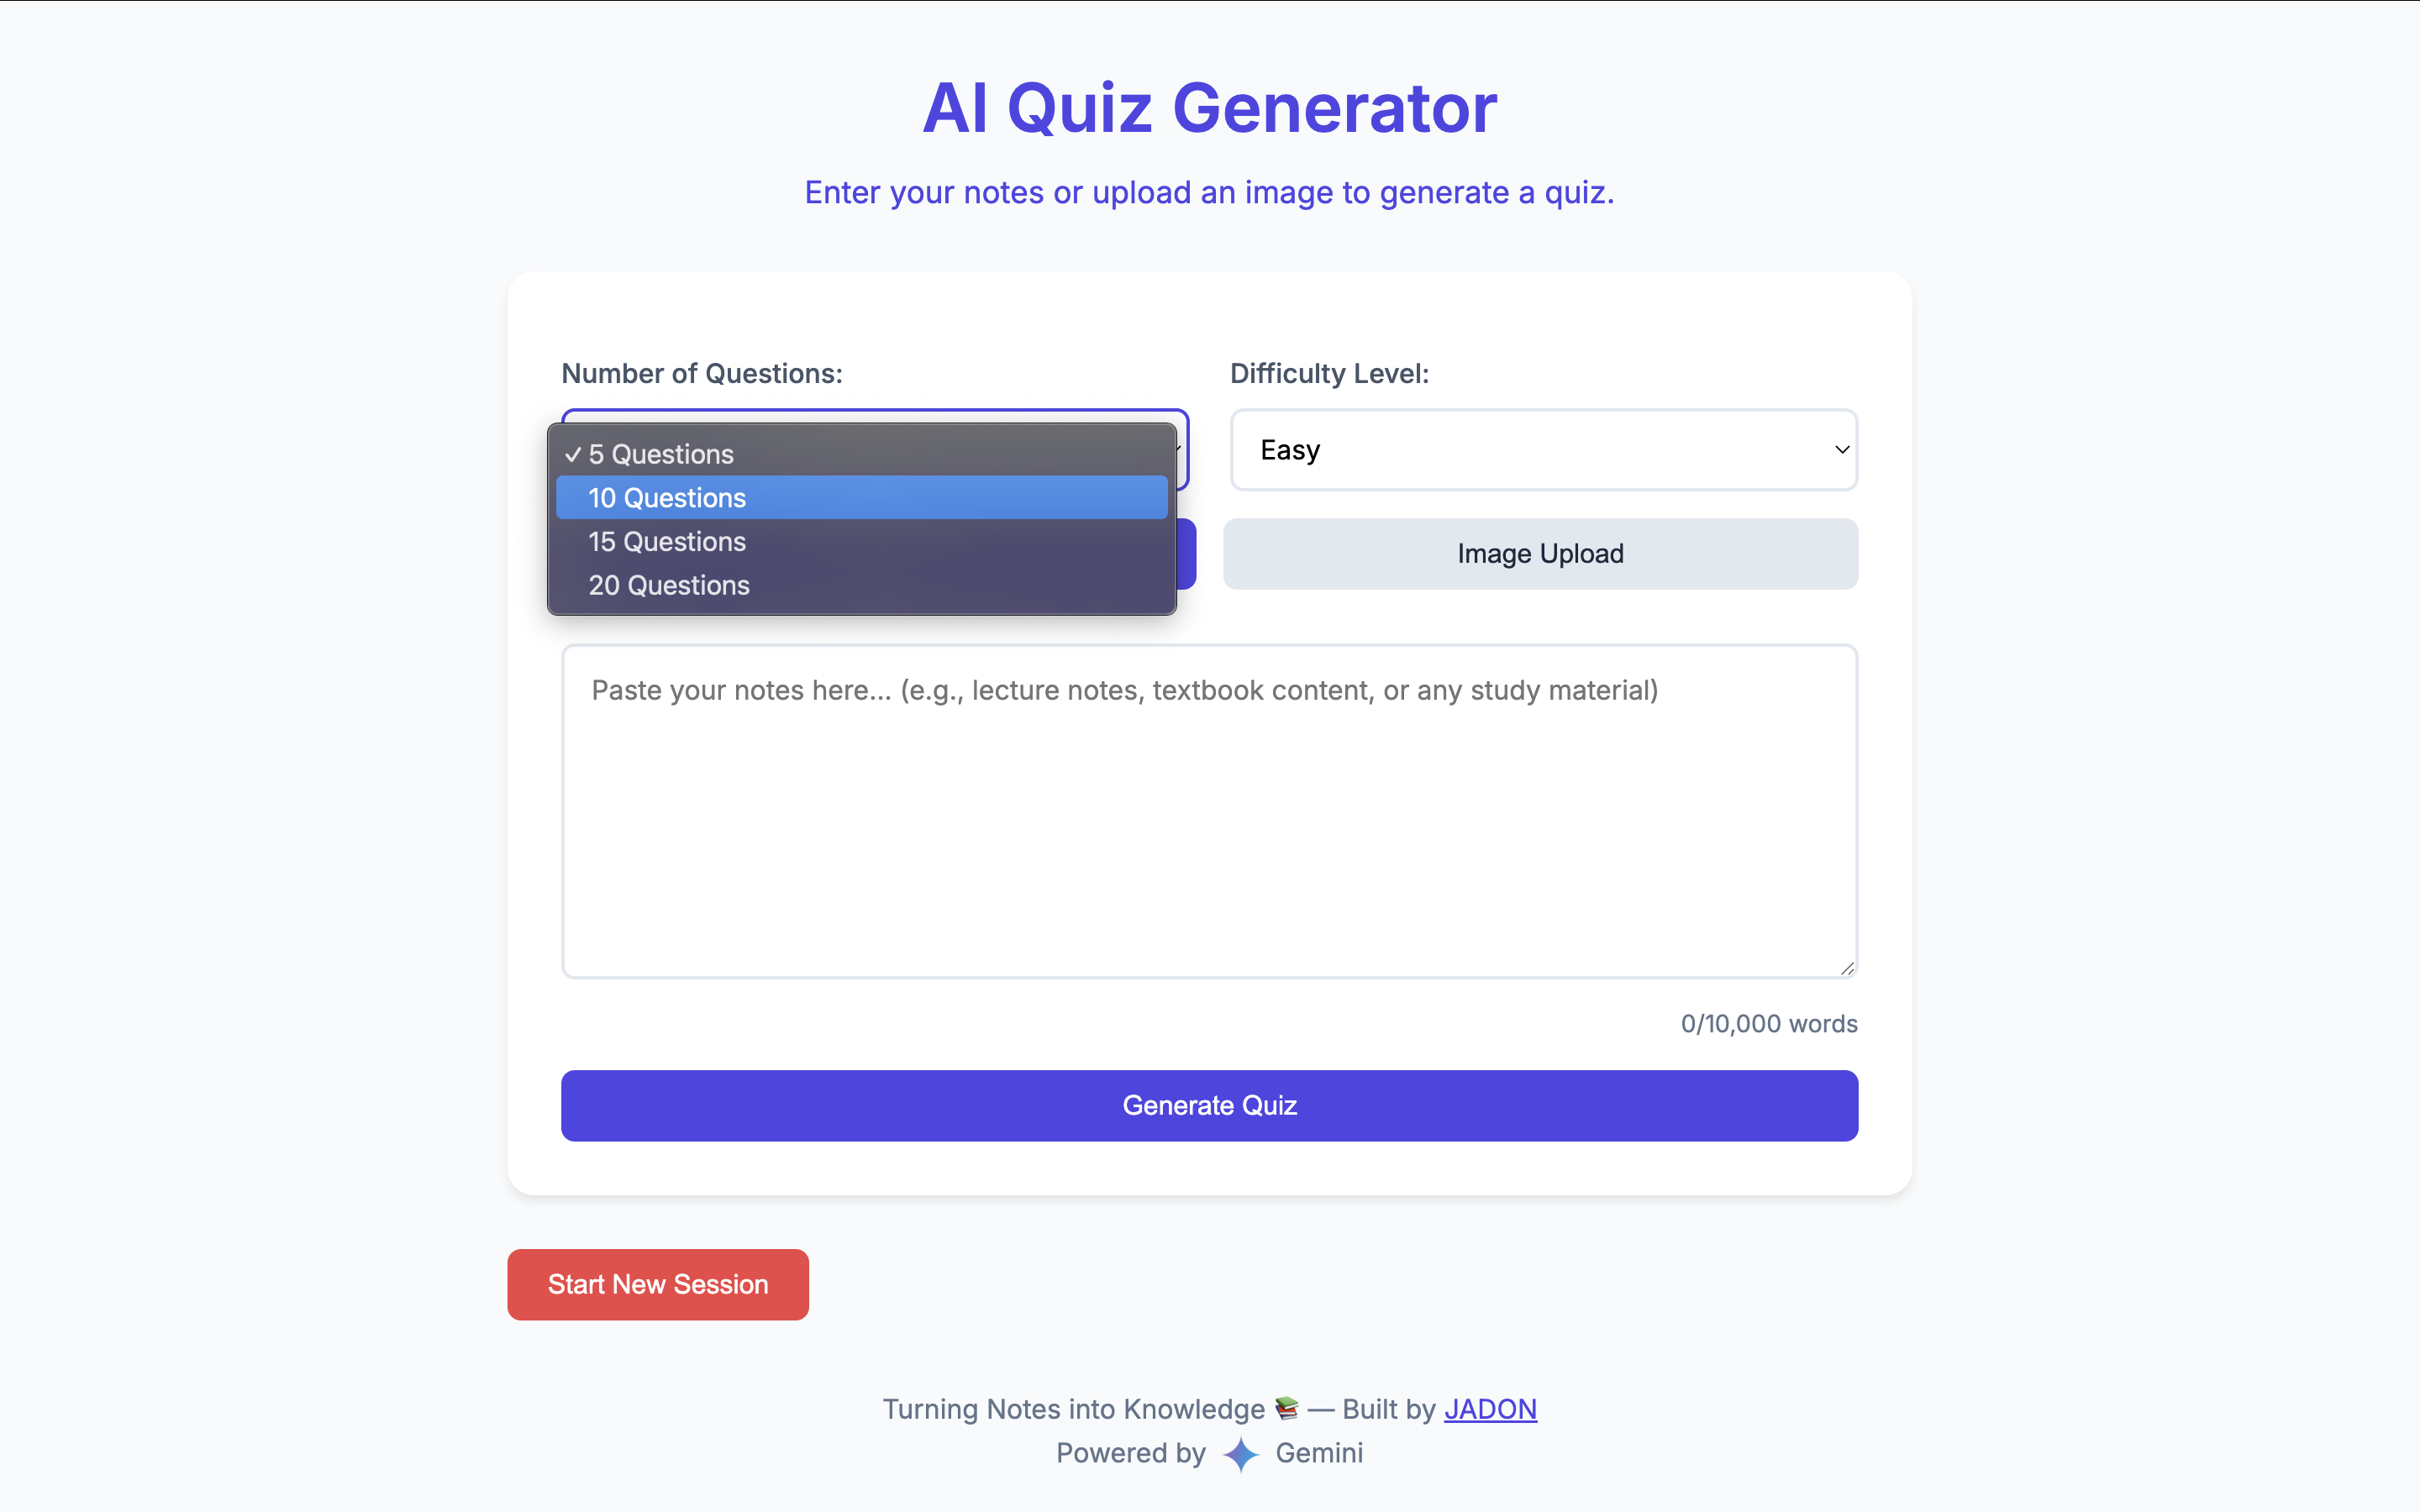 AI Quiz Generator
Enter your notes or upload an image to generate a quiz.
Number of Questions:
Difficulty Level:
✓ 5 Questions
10 Questions
15 Questions
20 Questions
Easy
Image Upload
Paste your notes here... (e.g., lecture notes, textbook content, or any study material)
0/10,000 words
Generate Quiz
Start New Session
Turning Notes into Knowledge 📚 — Built by JADON
Powered by Gemini